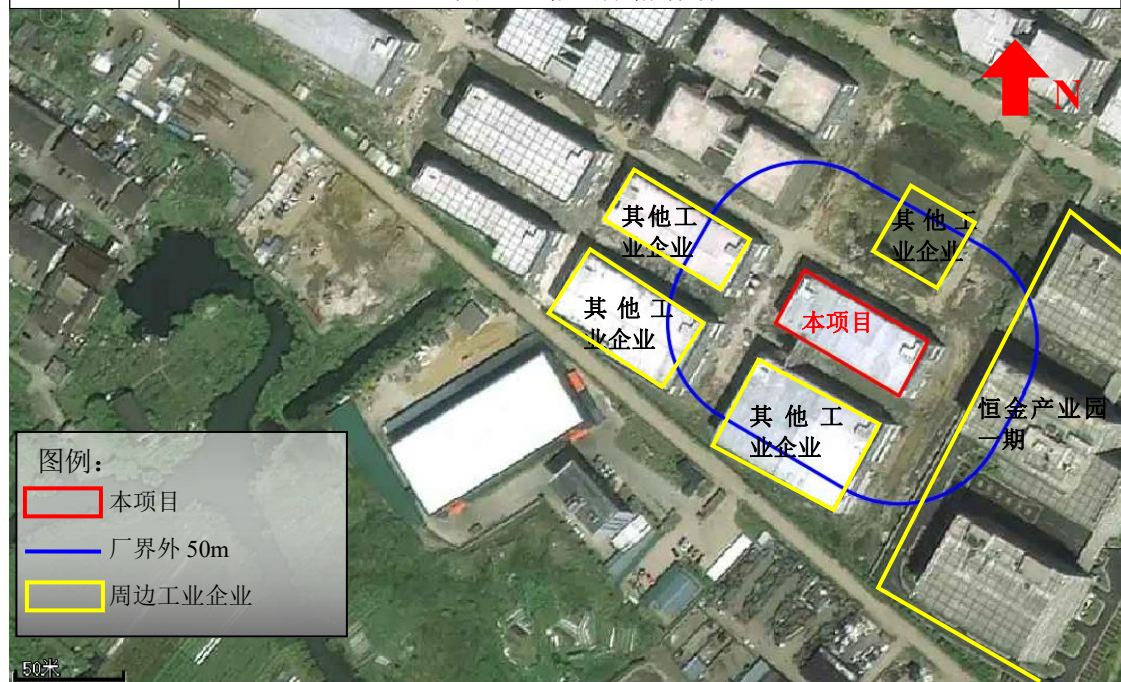 N
其他工
业企业
其他工
业企业
其他工
业企业
本项目
其他工
业企业
恒金产业园
一期
图例：
本项目
厂界外 50m
周边工业企业
50米